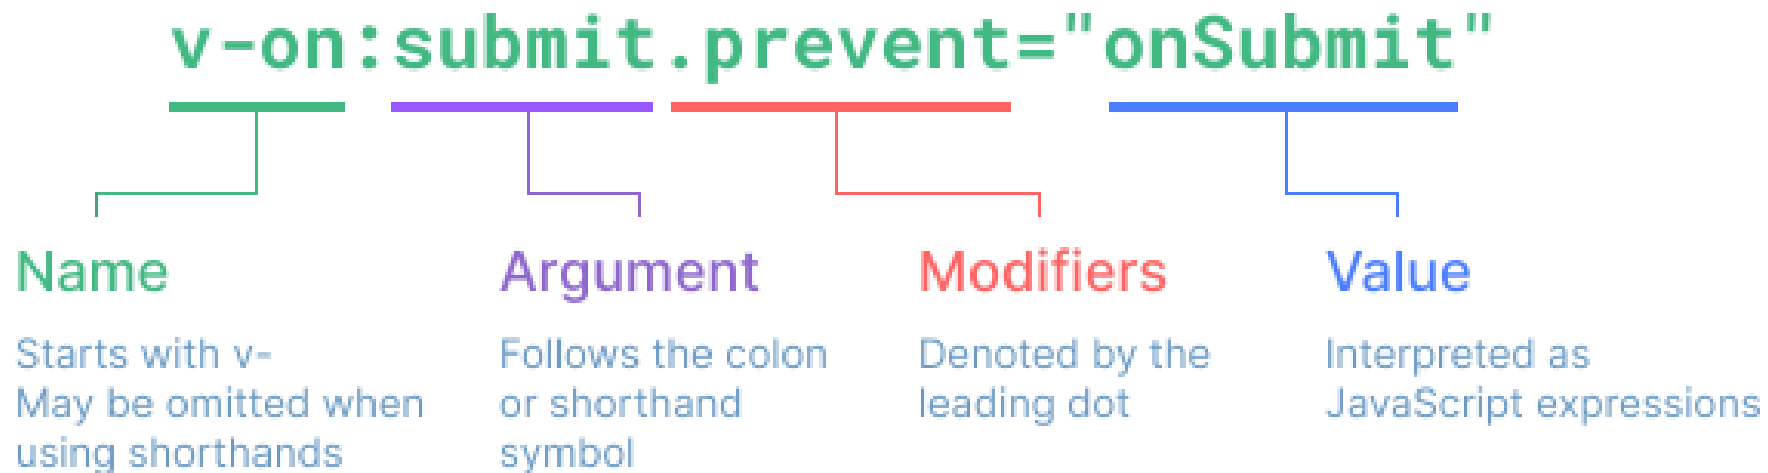 v-on:submit.prevent="onSubmit"
Name
Starts with v-
May be omitted when
using shorthands
Argument
Follows the colon
or shorthand
symbol
Modifiers
Denoted by the
leading dot
Value
Interpreted as
JavaScript expressions